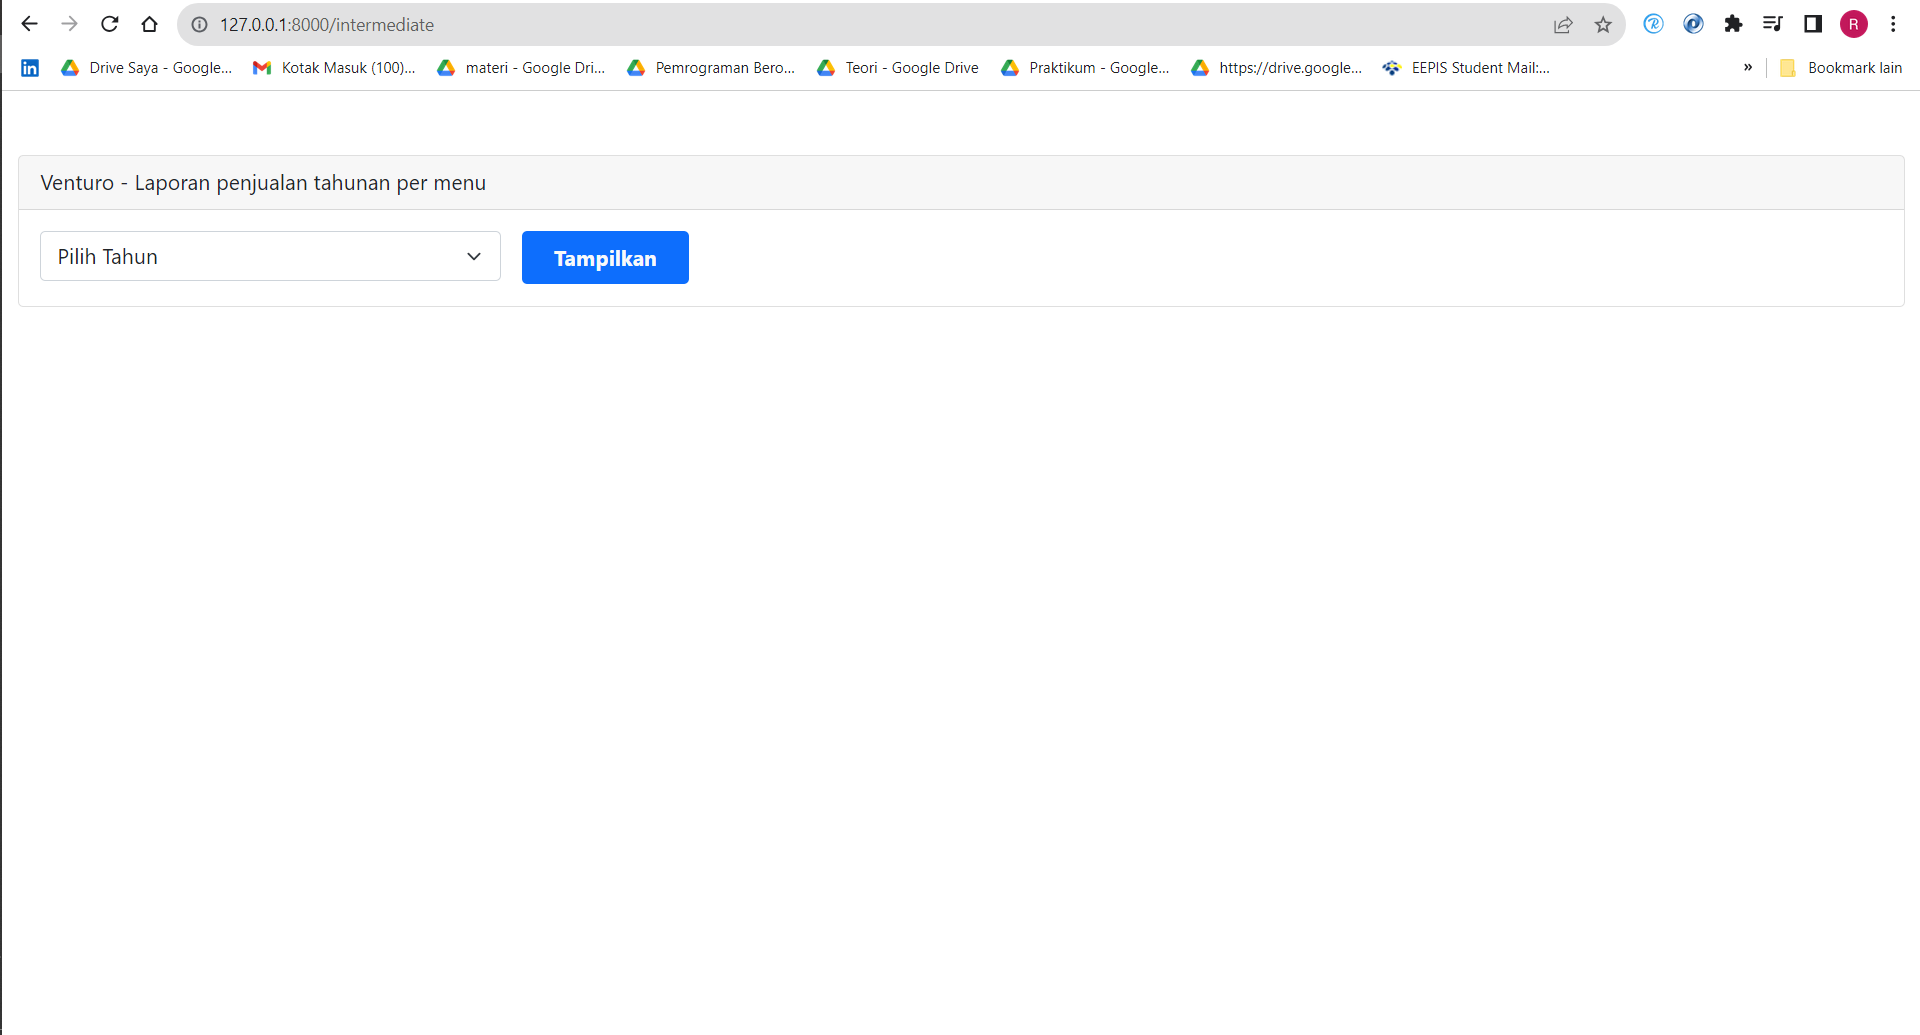 127.0.0.1:8000/intermediate
R
R
in
Drive Saya - Google...
Kotak Masuk (100)...
materi - Google Dri...
Pemrograman Bero...
Teori - Google Drive
Praktikum - Google...
https://drive.google...
EEPIS Student Mail:...
»
Bookmark lain
Venturo - Laporan penjualan tahunan per menu
Pilih Tahun
Tampilkan